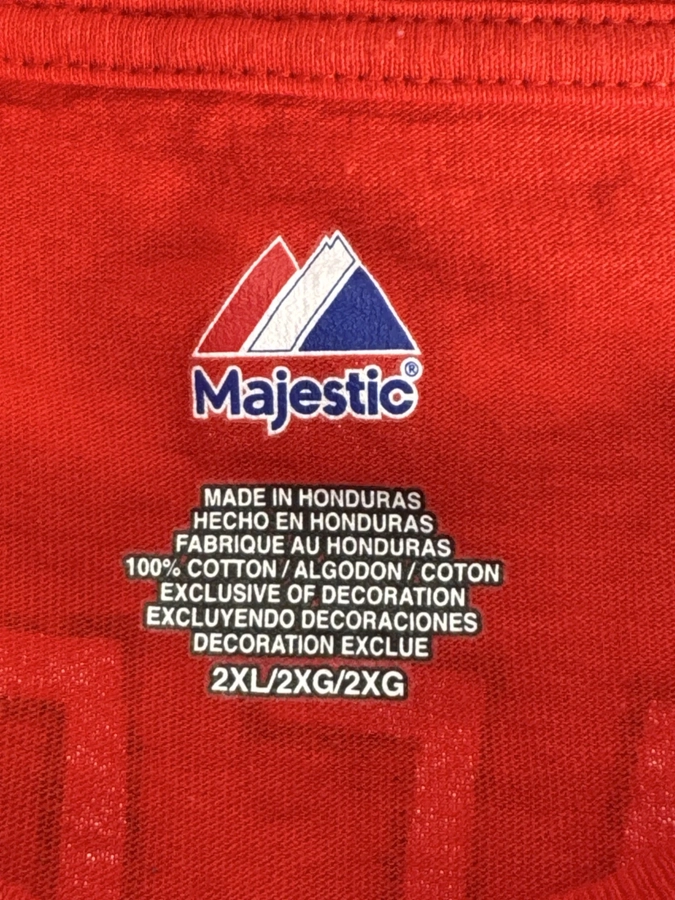 Majestic®
MADE IN HONDURAS
HECHO EN HONDURAS
FABRIQUE AU HONDURAS
100% COTTON / ALGODON / COTON
EXCLUSIVE OF DECORATION
EXCLUYENDO DECORACIONES
DECORATION EXCLUE
2XL/2XG/2XG